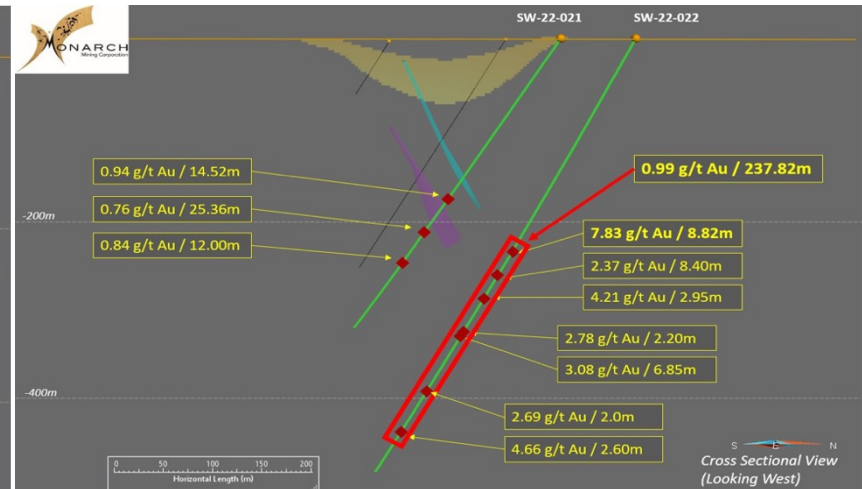 MONARCH
Mining Corporation
SW-22-021
SW-22-022
0.94 g/t Au / 14.52m
0.99 g/t Au / 237.82m
0.76 g/t Au / 25.36m
-200m
7.83 g/t Au / 8.82m
0.84 g/t Au / 12.00m
2.37 g/t Au / 8.40m
4.21 g/t Au / 2.95m
2.78 g/t Au / 2.20m
3.08 g/t Au / 6.85m
-400m
2.69 g/t Au / 2.0m
4.66 g/t Au / 2.60m
S E N
Cross Sectional View
(Looking West)
0 50 100 150 200
Horizontal Length (m)